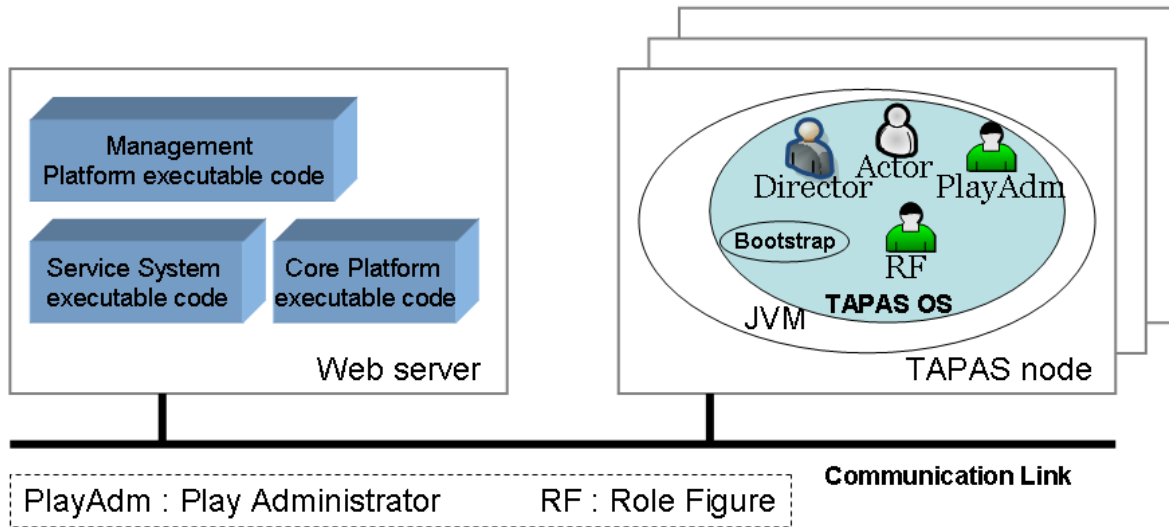 Management
Platform executable code
Service System
executable code
Core Platform
executable code
Web server
Director
Actor
PlayAdm
Bootstrap
RF
TAPAS OS
JVM
TAPAS node
Communication Link
PlayAdm : Play Administrator RF : Role Figure